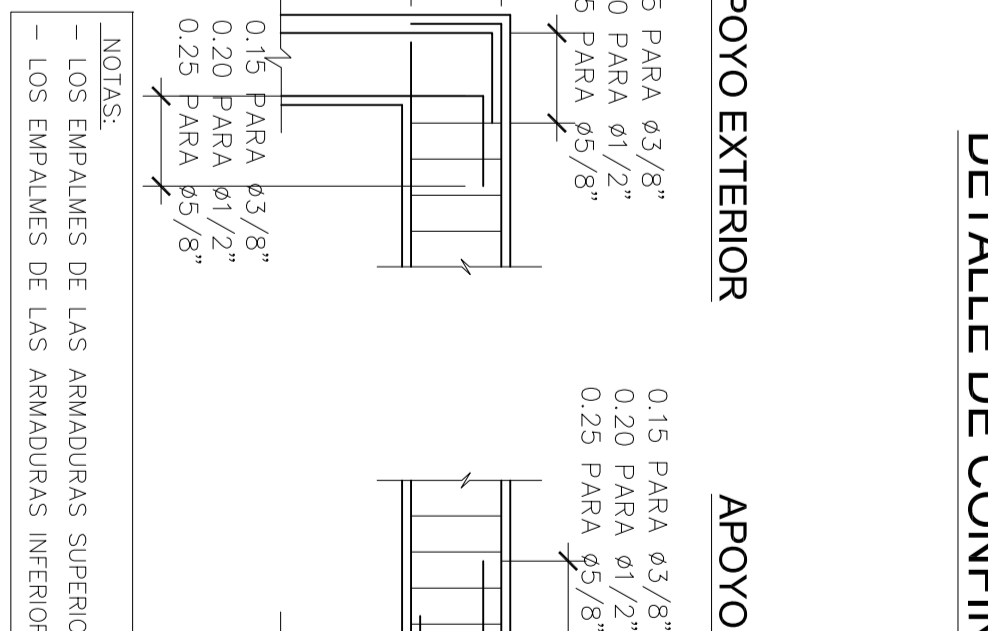 DETALLE DE CONFIN
POYO EXTERIOR
5 PARA ø3/8"
0 PARA ø1/2"
5 PARA ø5/8"
0.15 PARA ø3/8"
0.20 PARA ø1/2"
0.25 PARA ø5/8"
APOYO
0.15 PARA ø3/8"
0.20 PARA ø1/2"
0.25 PARA ø5/8"
NOTAS:
- LOS EMPALMES DE LAS ARMADURAS SUPERIO
- LOS EMPALMES DE LAS ARMADURAS INFERIOR